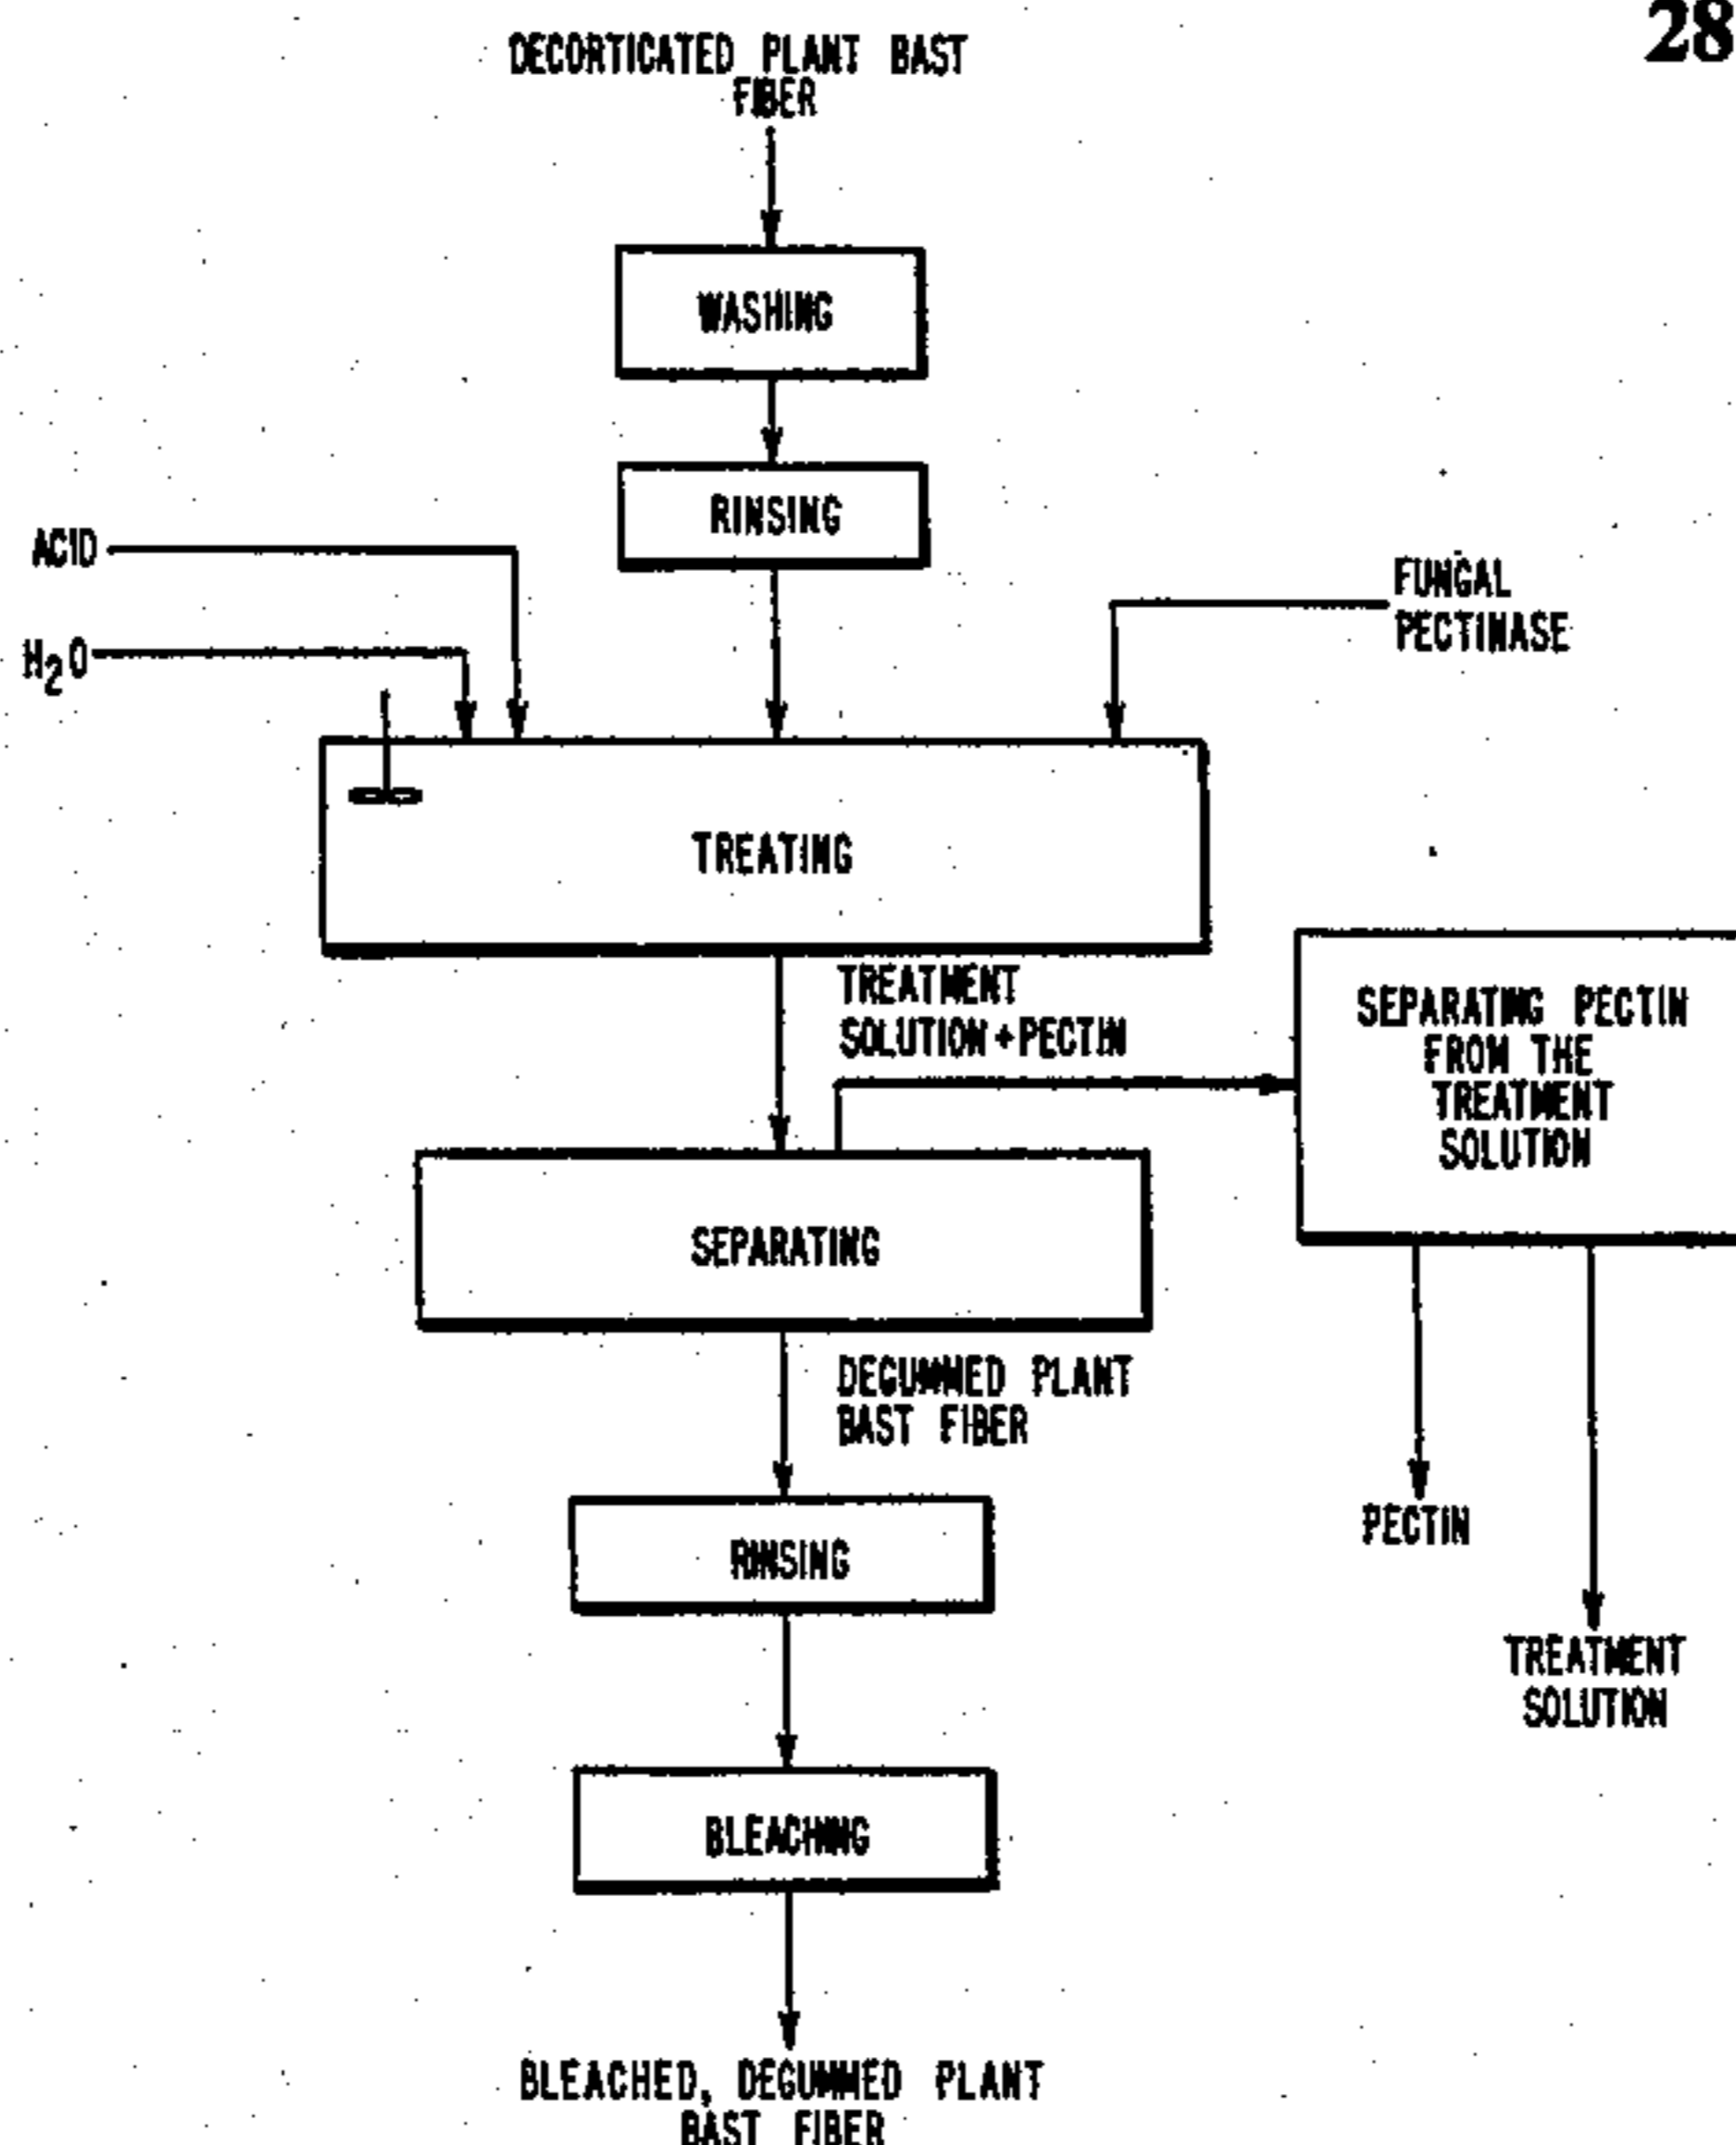 28
DECORTICATED PLANT BAST
FIBER
WASHING
RINSING
ACID
FUNGAL
PECTINASE
H2O
TREATING
TREATMENT
SOLUTION + PECTIN
SEPARATING PECTIN
FROM THE
TREATMENT
SOLUTION
SEPARATING
DEGUMMED PLANT
BAST FIBER
RINSING
PECTIN
TREATMENT
SOLUTION
BLEACHING
BLEACHED, DEGUMMED PLANT
BAST FIBER